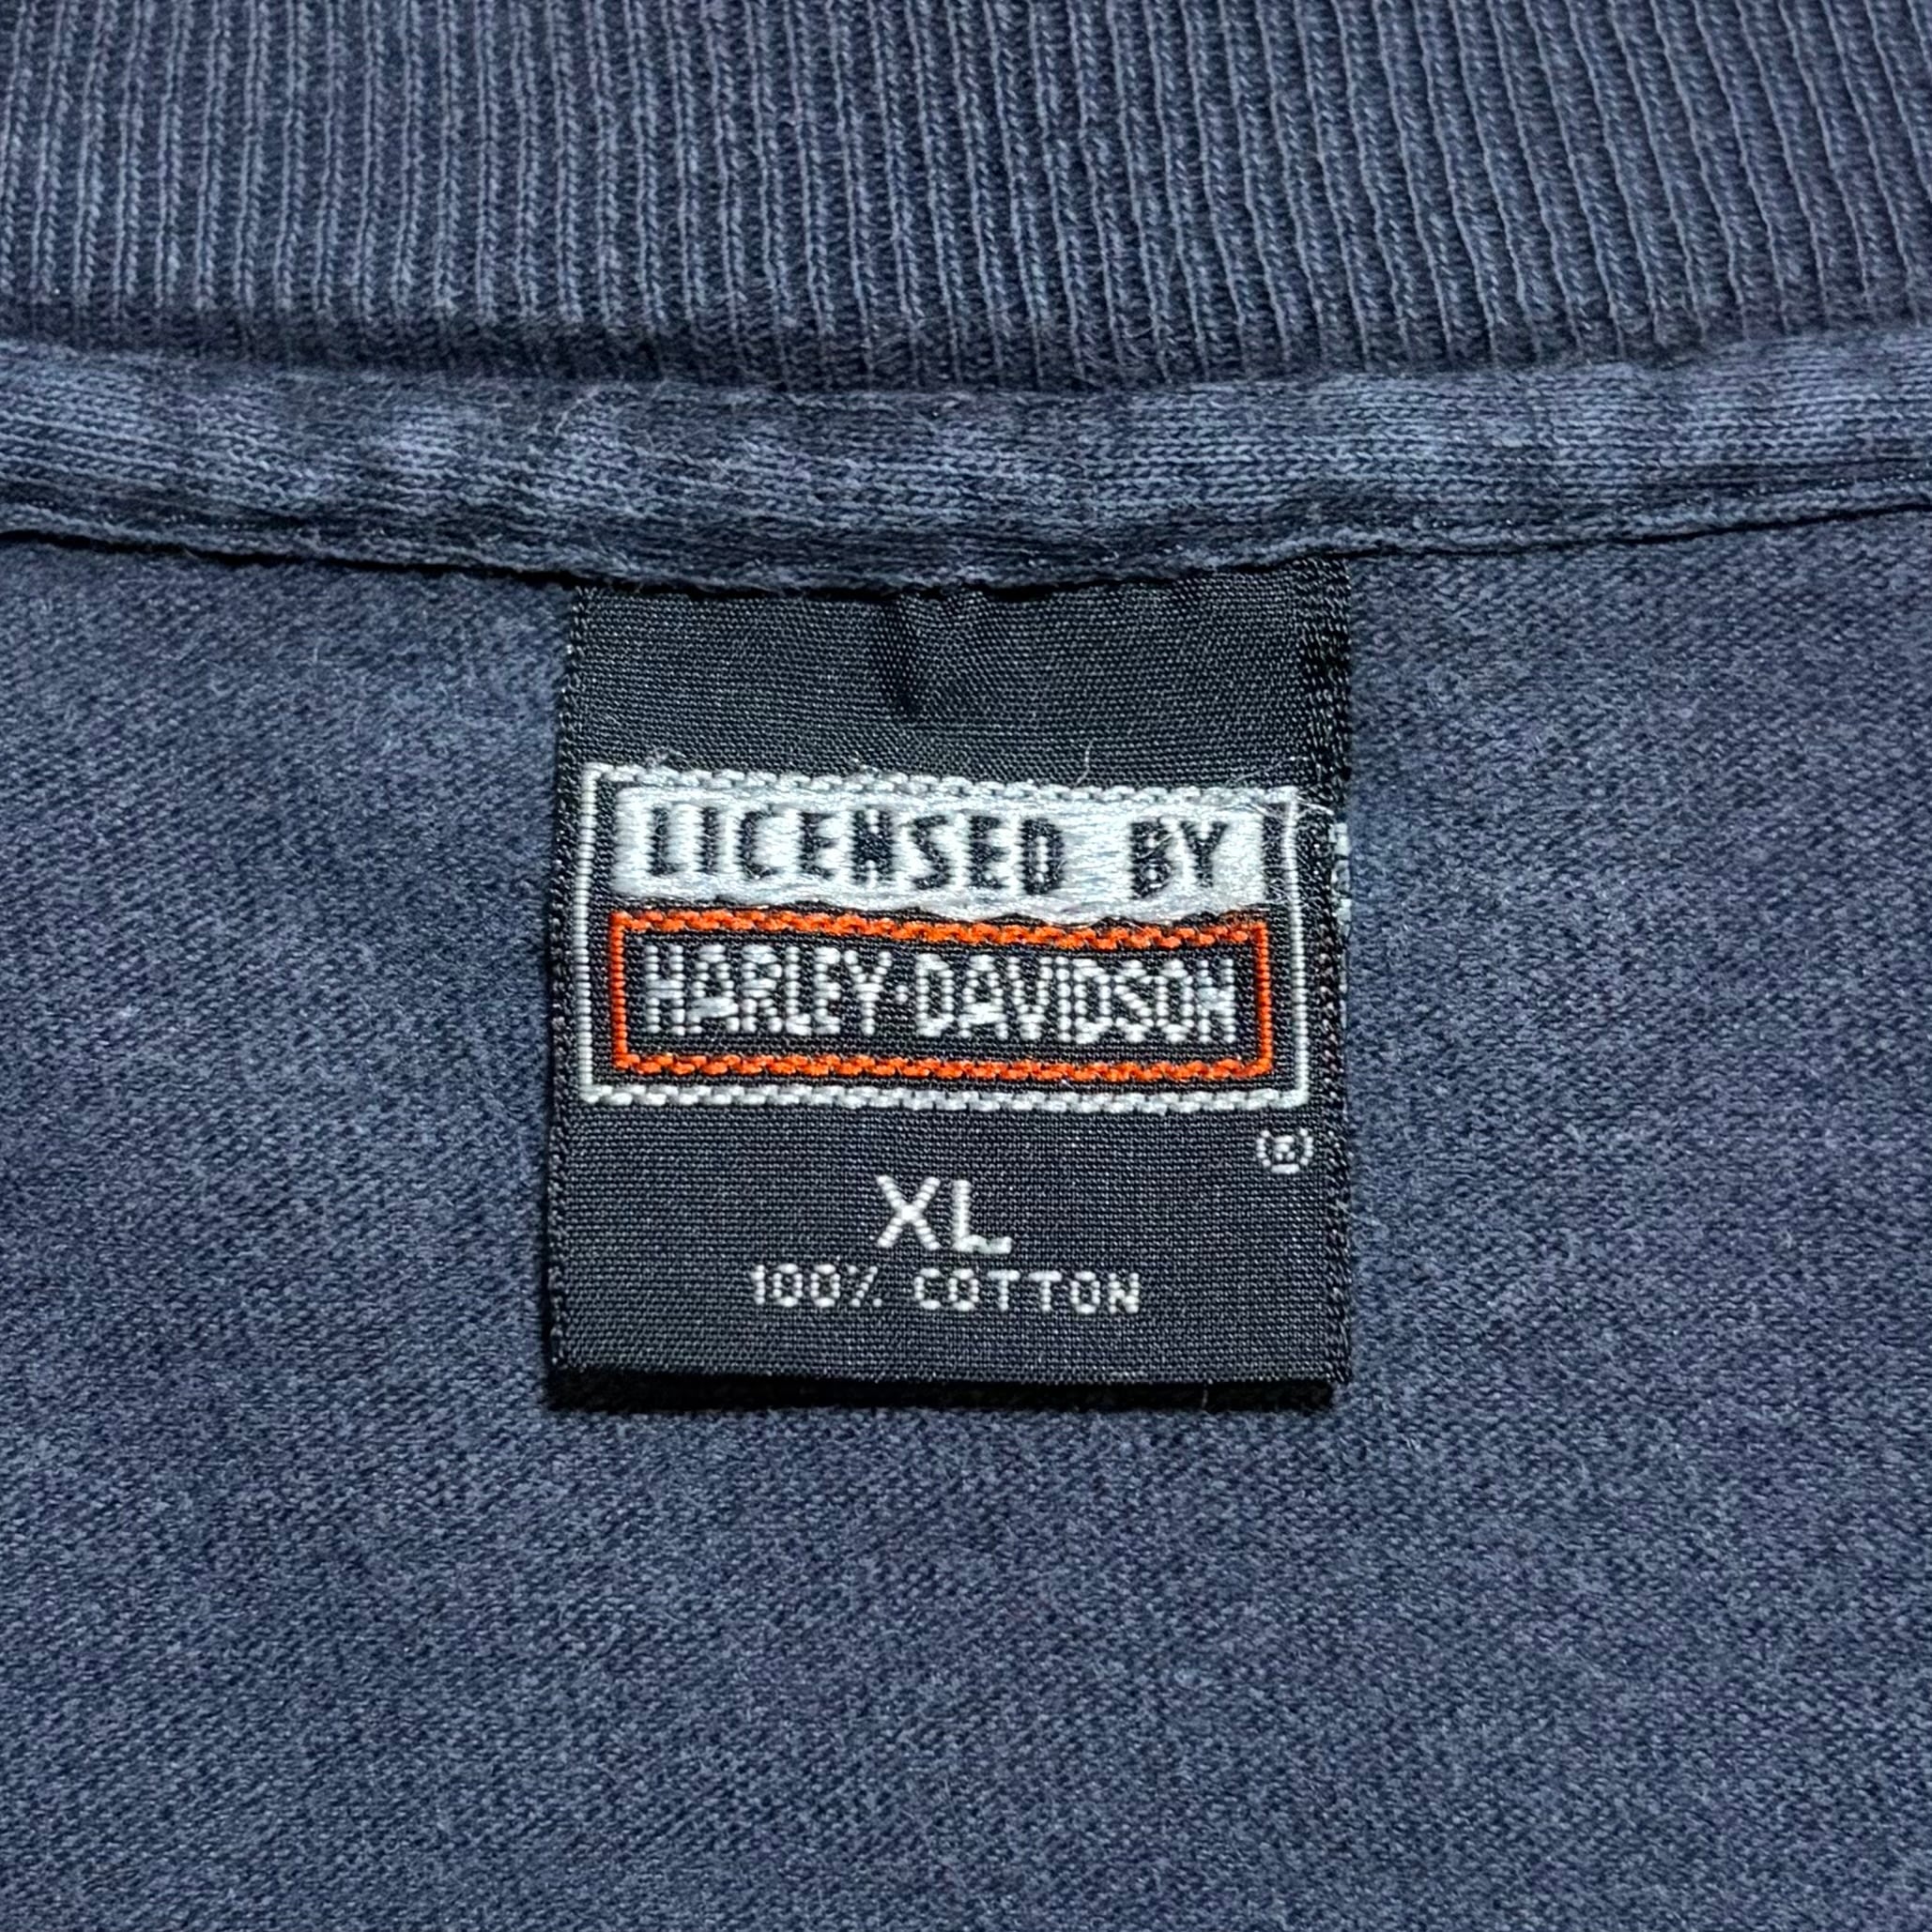 LICENSED BY
HARLEY-DAVIDSON
®
XL
100% COTTON